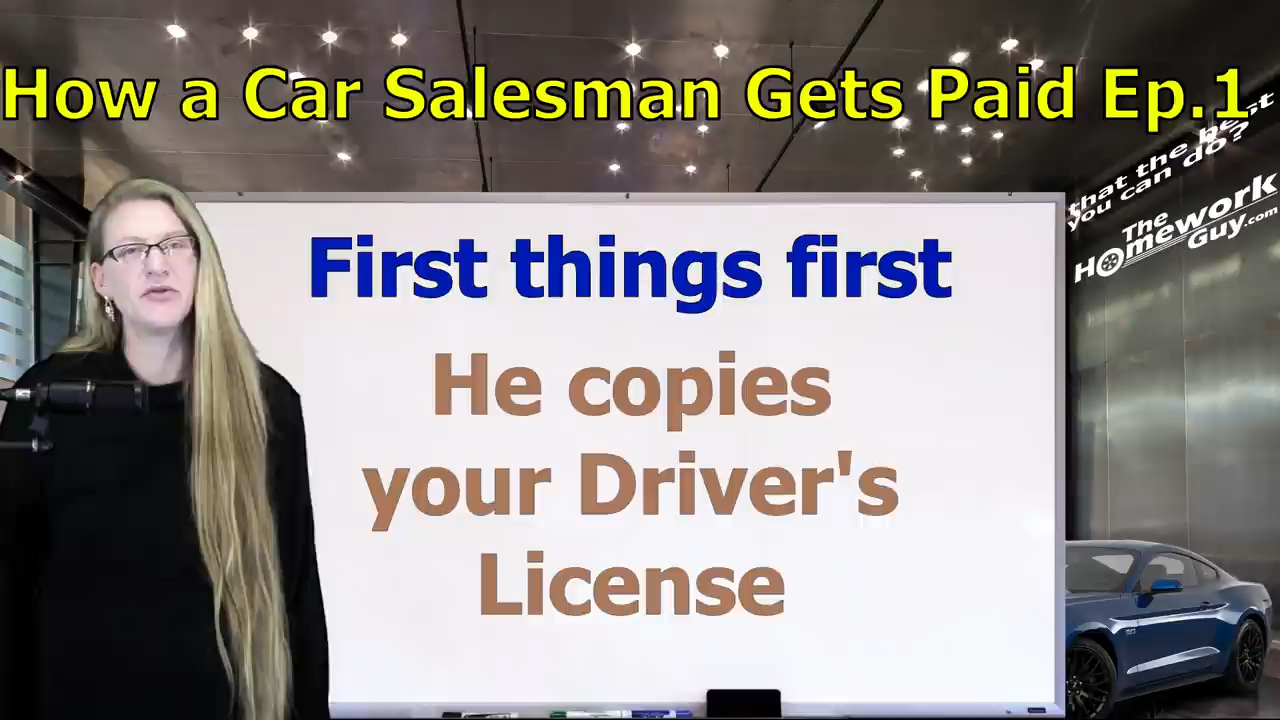 How a Car Salesman Gets Paid Ep.1
that the best
you can do?
The
Homework
Guy.com
First things first
He copies
your Driver's
License